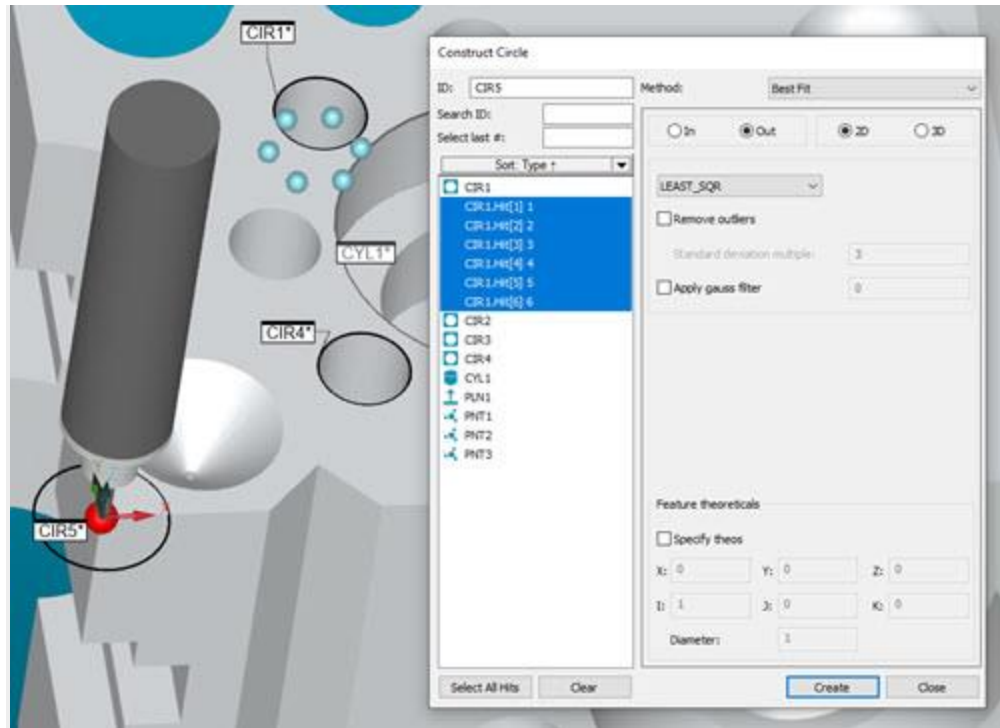 CIR1*
CYL1*
CIR4*
CIR5*
Construct Circle
ID: CIR5
Search ID:
Select last #:
Sort: Type ↑
CIR1
CIR1.Hit[1] 1
CIR1.Hit[2] 2
CIR1.Hit[3] 3
CIR1.Hit[4] 4
CIR1.Hit[5] 5
CIR1.Hit[6] 6
CIR2
CIR3
CIR4
CYL1
PLN1
PNT1
PNT2
PNT3
Select All Hits Clear
Method: Best Fit
In Out 2D 3D
LEAST_SQR
Remove outliers
Standard deviation multiple: 3
Apply gauss filter 0
Feature theoreticals
Specify theos
X: 0 Y: 0 Z: 0
I: 1 J: 0 K: 0
Diameter: 1
Create Close